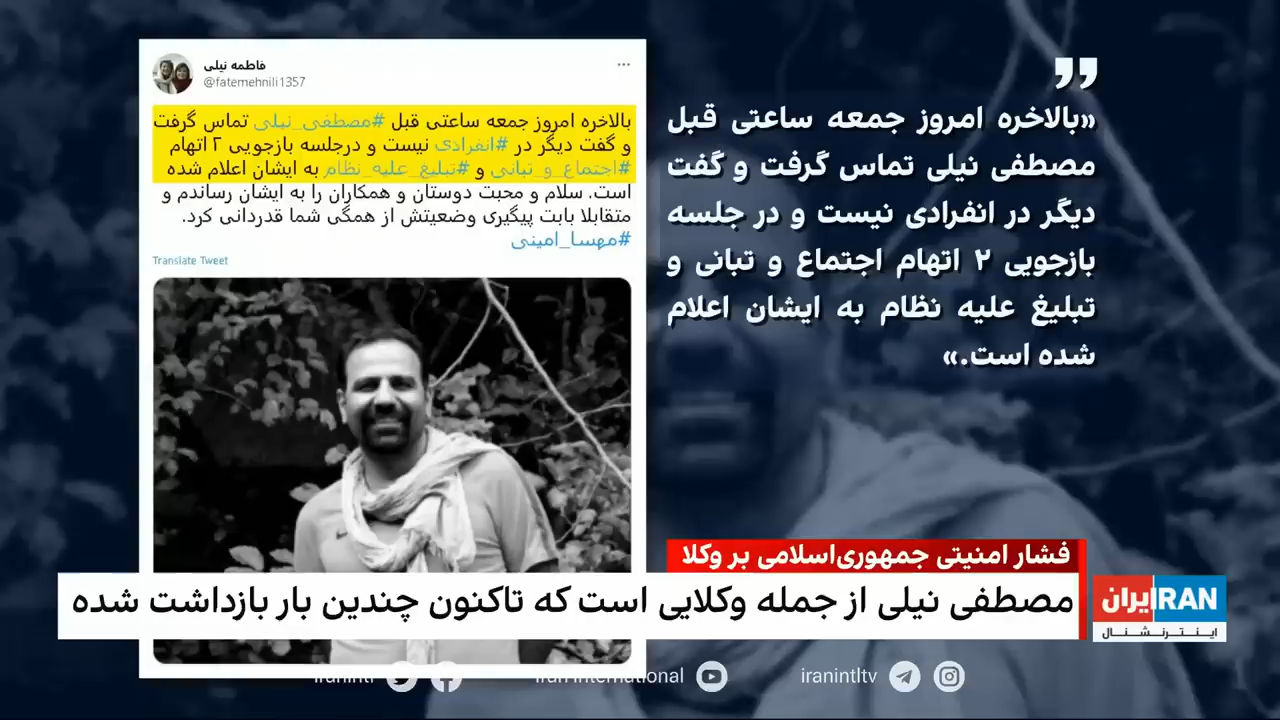 فاطمه نیلی
@fatemehnili1357
بالاخره امروز جمعه ساعتی قبل #مصطفی_نیلی تماس گرفت
و گفت دیگر در #انفرادی نیست و درجلسه بازجویی ۲ اتهام
#اجتماع_و_تبانی و #تبلیغ_علیه_نظام به ایشان اعلام شده
است. سلام و محبت دوستان و همکاران را به ایشان رساندم و
متقابلا بابت پیگیری وضعیتش از همگی شما قدردانی کرد.
#مهسا_امینی
Translate Tweet
«بالاخره امروز جمعه ساعتی قبل
مصطفی نیلی تماس گرفت و گفت
دیگر در انفرادی نیست و در جلسه
بازجویی ۲ اتهام اجتماع و تبانی و
تبلیغ علیه نظام به ایشان اعلام
شده است.»
فشار امنیتی جمهوری‌اسلامی بر وکلا
مصطفی نیلی از جمله وکلایی است که تاکنون چندین بار بازداشت شده
ایران IRAN
اینترنشنال
iranintl
iran international
iranintltv